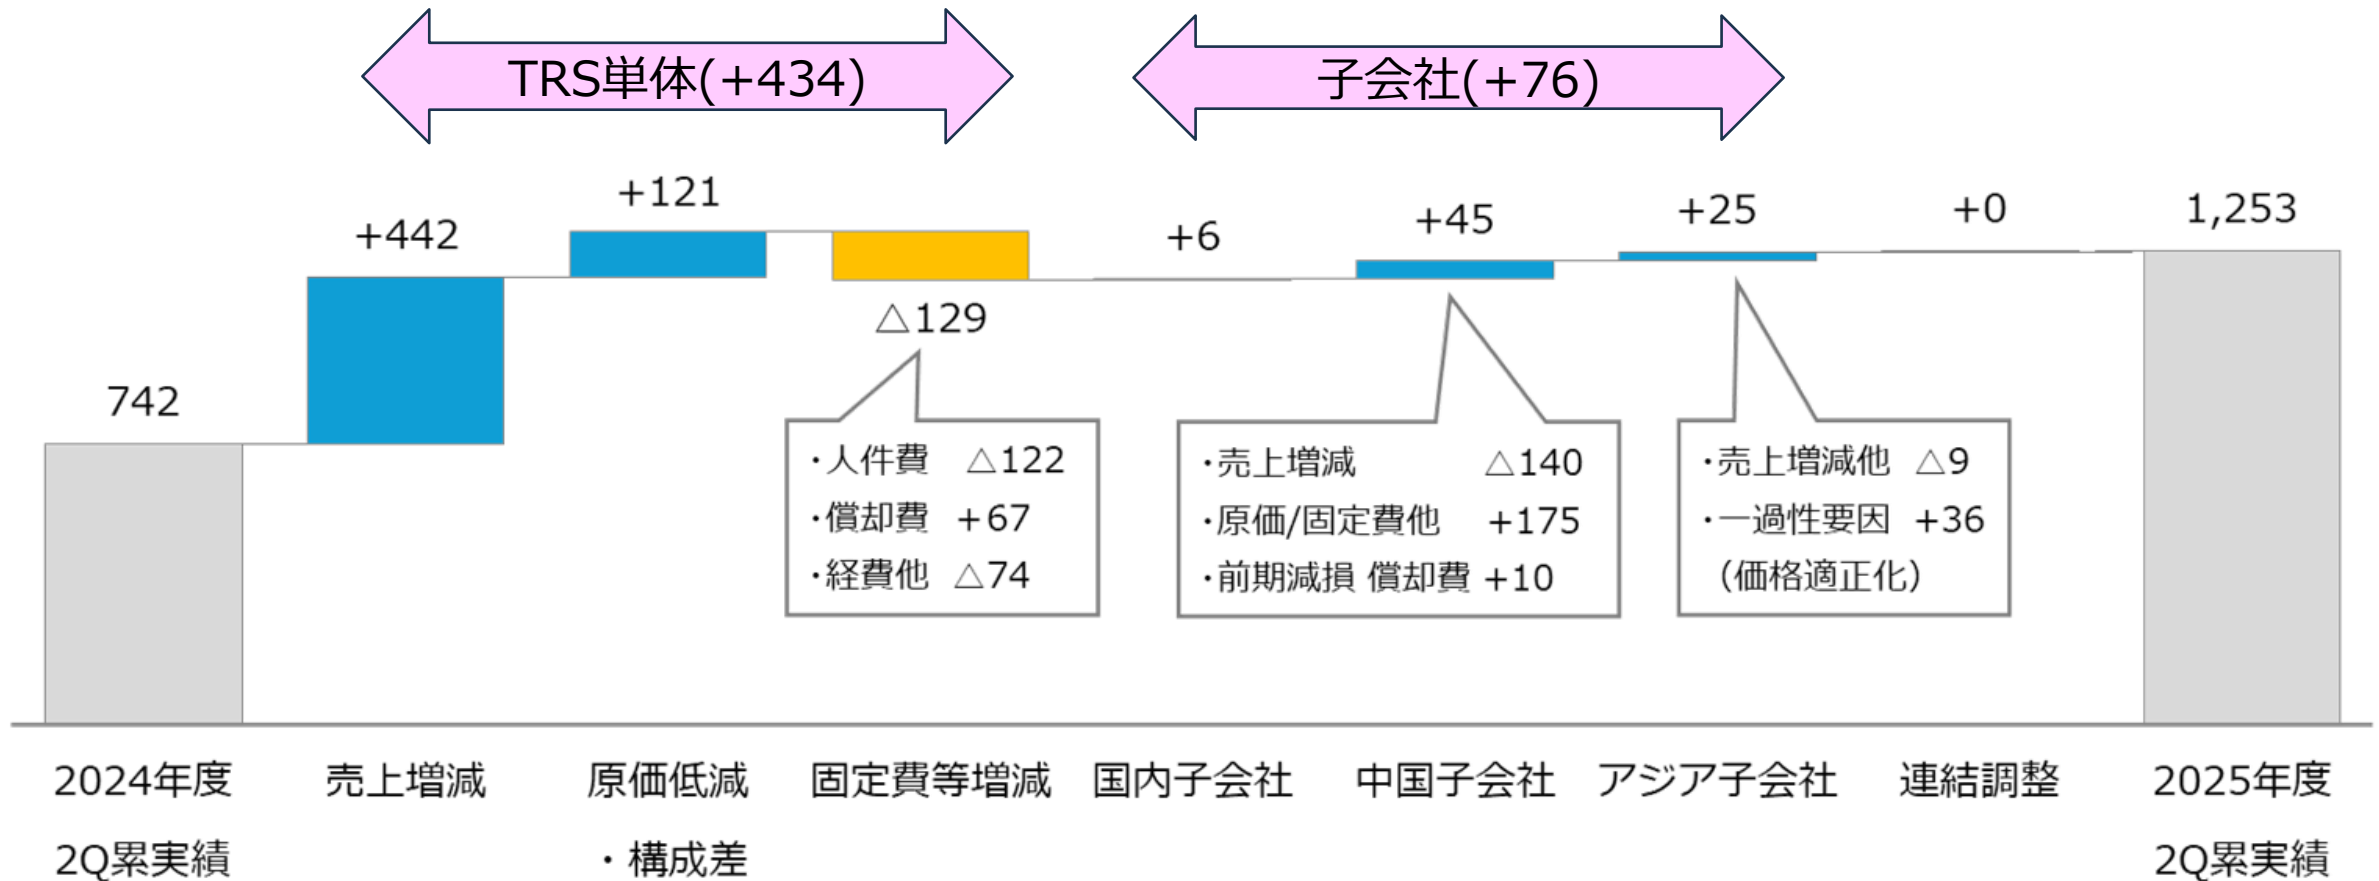 TRS単体(+434)
子会社(+76)
742
+442
+121
△129
+6
+45
+25
+0
1,253
・人件費 △122
・償却費 +67
・経費他 △74
・売上増減 △140
・原価/固定費他 +175
・前期減損 償却費 +10
・売上増減他 △9
・一過性要因 +36
（価格適正化）
2024年度
2Q累実績
売上増減
原価低減
・構成差
固定費等増減
国内子会社
中国子会社
アジア子会社
連結調整
2025年度
2Q累実績